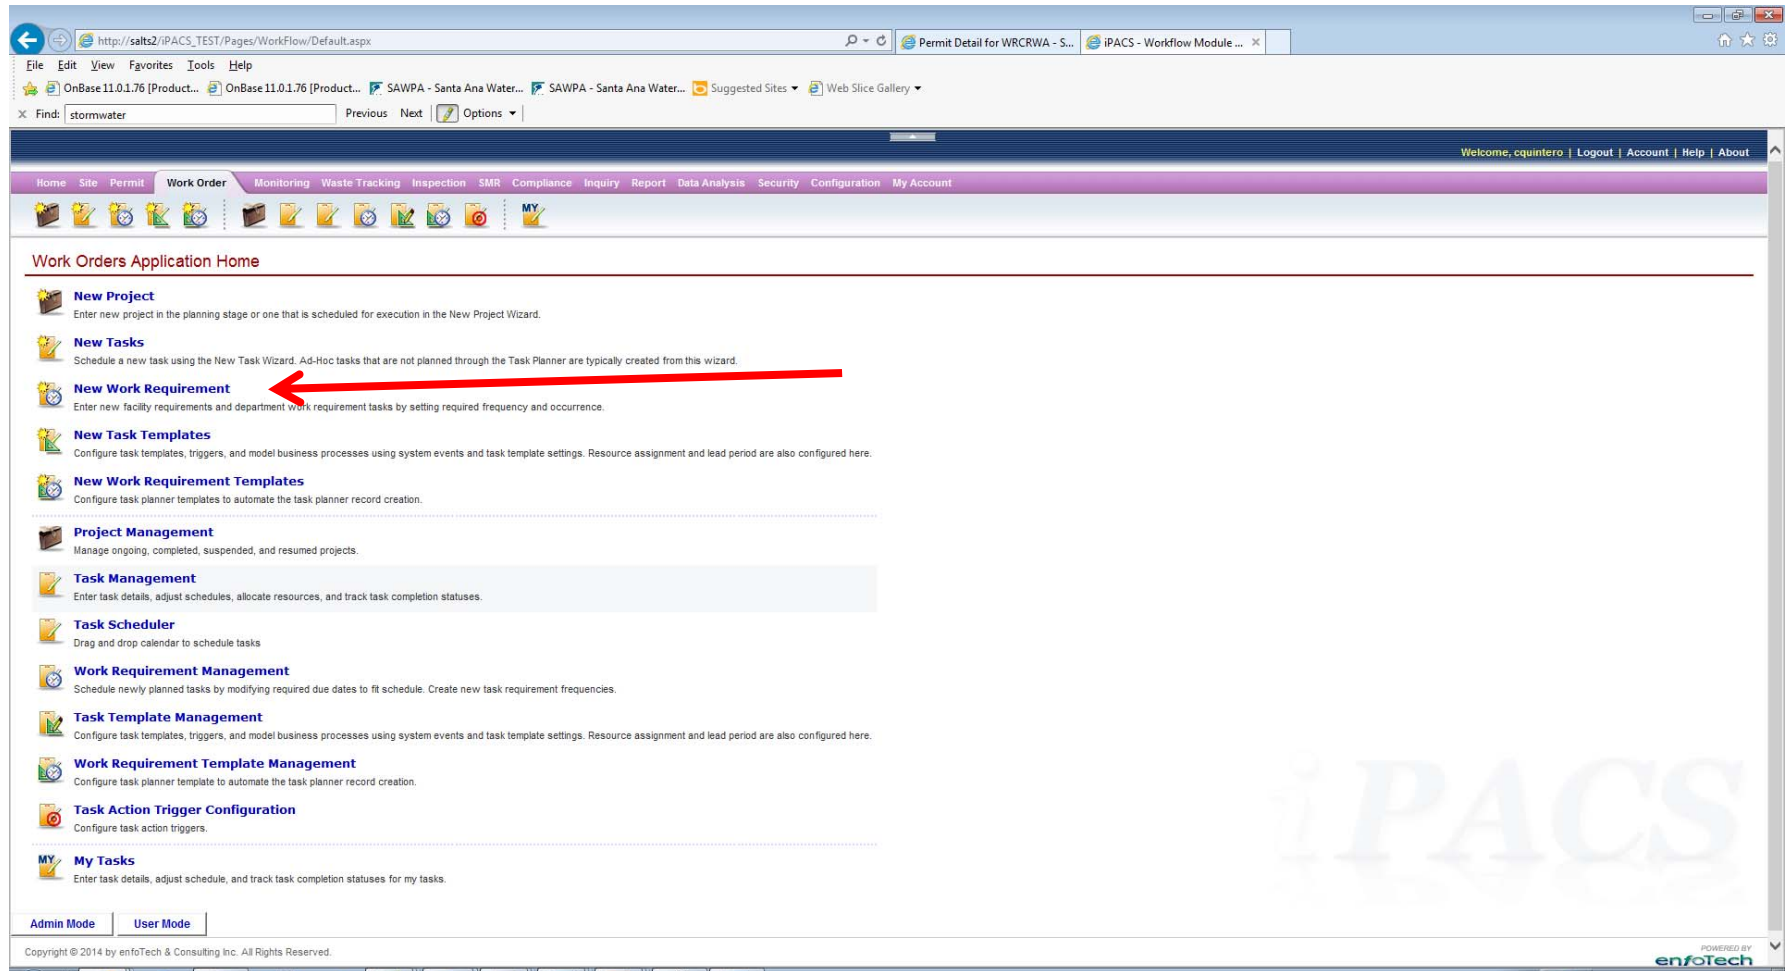 http://salts2/iPACS_TEST/Pages/WorkFlow/Default.aspx
Permit Detail for WRCRWA - S...
iPACS - Workflow Module ...
File Edit View Favorites Tools Help
OnBase 11.0.1.76 [Product... OnBase 11.0.1.76 [Product... SAWPA - Santa Ana Water... SAWPA - Santa Ana Water... Suggested Sites Web Slice Gallery
x Find: stormwater Previous Next Options
Welcome, cquintero | Logout | Account | Help | About
Home Site Permit Work Order Monitoring Waste Tracking Inspection SMR Compliance Inquiry Report Data Analysis Security Configuration My Account
MY
Work Orders Application Home
New Project
Enter new project in the planning stage or one that is scheduled for execution in the New Project Wizard.
New Tasks
Schedule a new task using the New Task Wizard. Ad-Hoc tasks that are not planned through the Task Planner are typically created from this wizard.
New Work Requirement
Enter new facility requirements and department work requirement tasks by setting required frequency and occurrence.
New Task Templates
Configure task templates, triggers, and model business processes using system events and task template settings. Resource assignment and lead period are also configured here.
New Work Requirement Templates
Configure task planner templates to automate the task planner record creation.
Project Management
Manage ongoing, completed, suspended, and resumed projects.
Task Management
Enter task details, adjust schedules, allocate resources, and track task completion statuses.
Task Scheduler
Drag and drop calendar to schedule tasks
Work Requirement Management
Schedule newly planned tasks by modifying required due dates to fit schedule. Create new task requirement frequencies.
Task Template Management
Configure task templates, triggers, and model business processes using system events and task template settings. Resource assignment and lead period are also configured here.
Work Requirement Template Management
Configure task planner template to automate the task planner record creation.
Task Action Trigger Configuration
Configure task action triggers.
MY My Tasks
Enter task details, adjust schedule, and track task completion statuses for my tasks.
iPACS
Admin Mode User Mode
Copyright © 2014 by enfoTech & Consulting Inc. All Rights Reserved.
POWERED BY
enfoTech